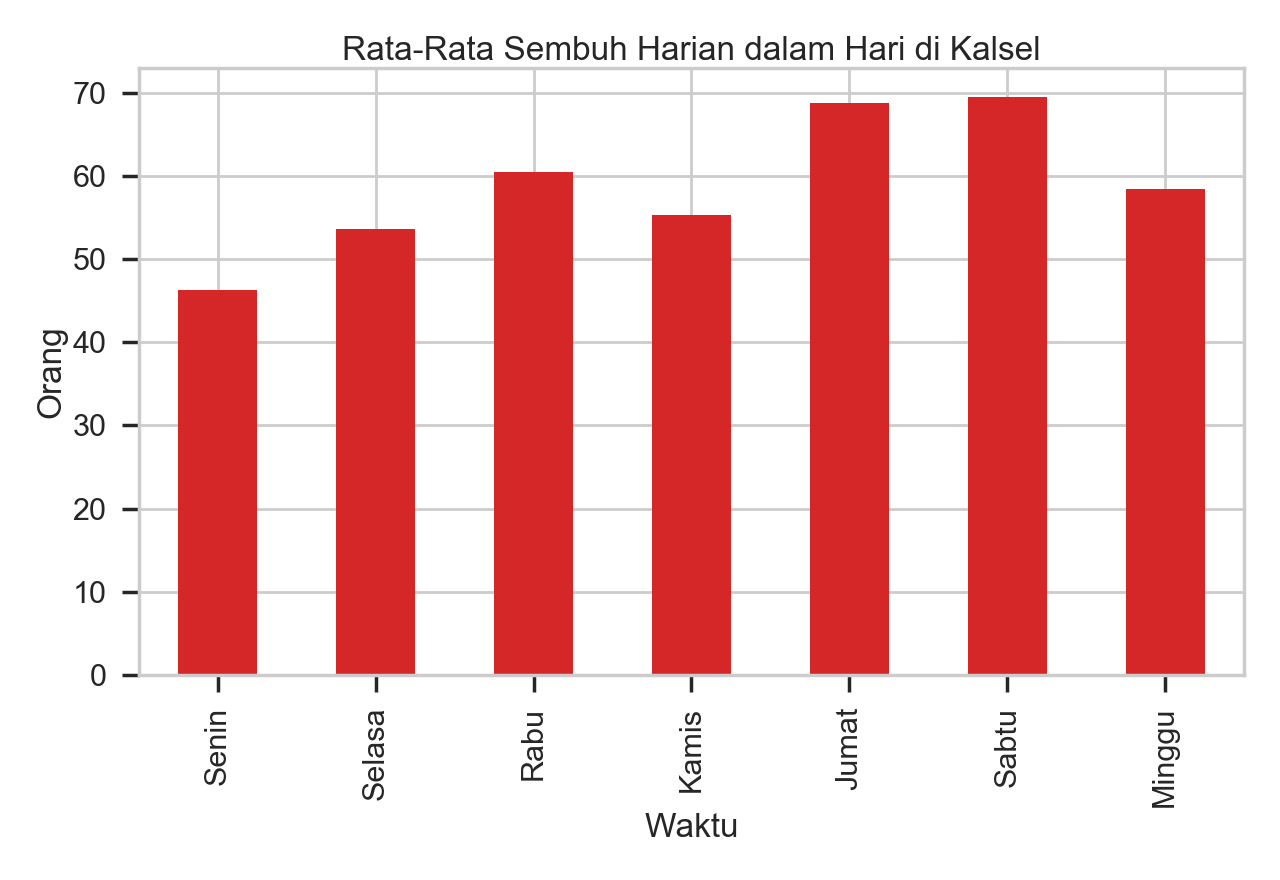 Rata-Rata Sembuh Harian dalam Hari di Kalsel
70
60
50
40
30
20
10
0
Orang
Senin
Selasa
Rabu
Kamis
Jumat
Sabtu
Minggu
Waktu